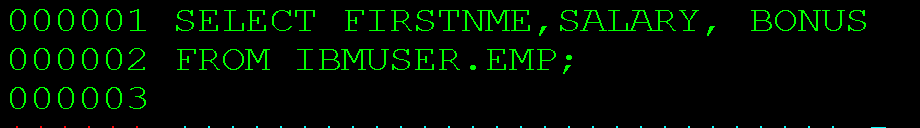 000001 SELECT FIRSTNME,SALARY, BONUS
000002 FROM IBMUSER.EMP;
000003